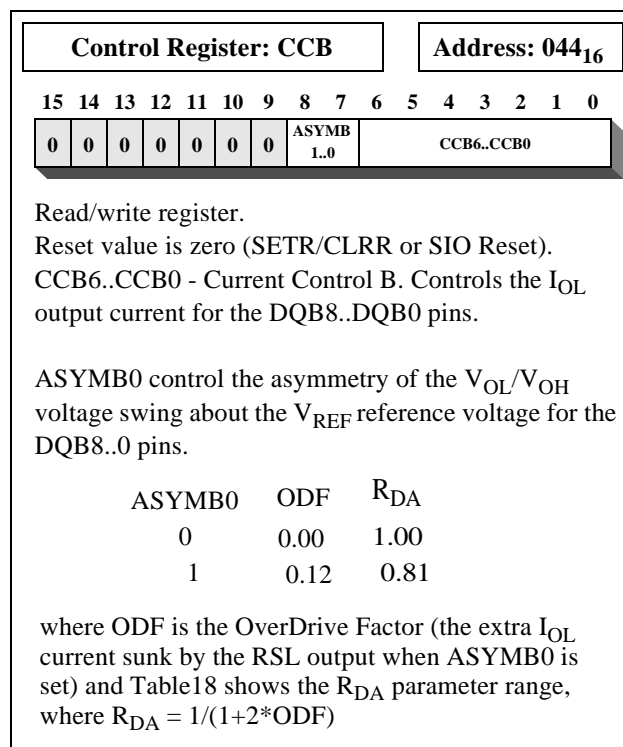 Control Register: CCB
Address: 044₁₆
15 14 13 12 11 10 9 8 7 6 5 4 3 2 1 0
0 0 0 0 0 0 0 ASYMB 1..0 CCB6..CCB0
Read/write register.
Reset value is zero (SETR/CLRR or SIO Reset).
CCB6..CCB0 - Current Control B. Controls the I_OL
output current for the DQB8..DQB0 pins.
ASYMB0 control the asymmetry of the V_OL/V_OH
voltage swing about the V_REF reference voltage for the
DQB8..0 pins.
ASYMB0 ODF R_DA
0 0.00 1.00
1 0.12 0.81
where ODF is the OverDrive Factor (the extra I_OL
current sunk by the RSL output when ASYMB0 is
set) and Table18 shows the R_DA parameter range,
where R_DA = 1/(1+2*ODF)